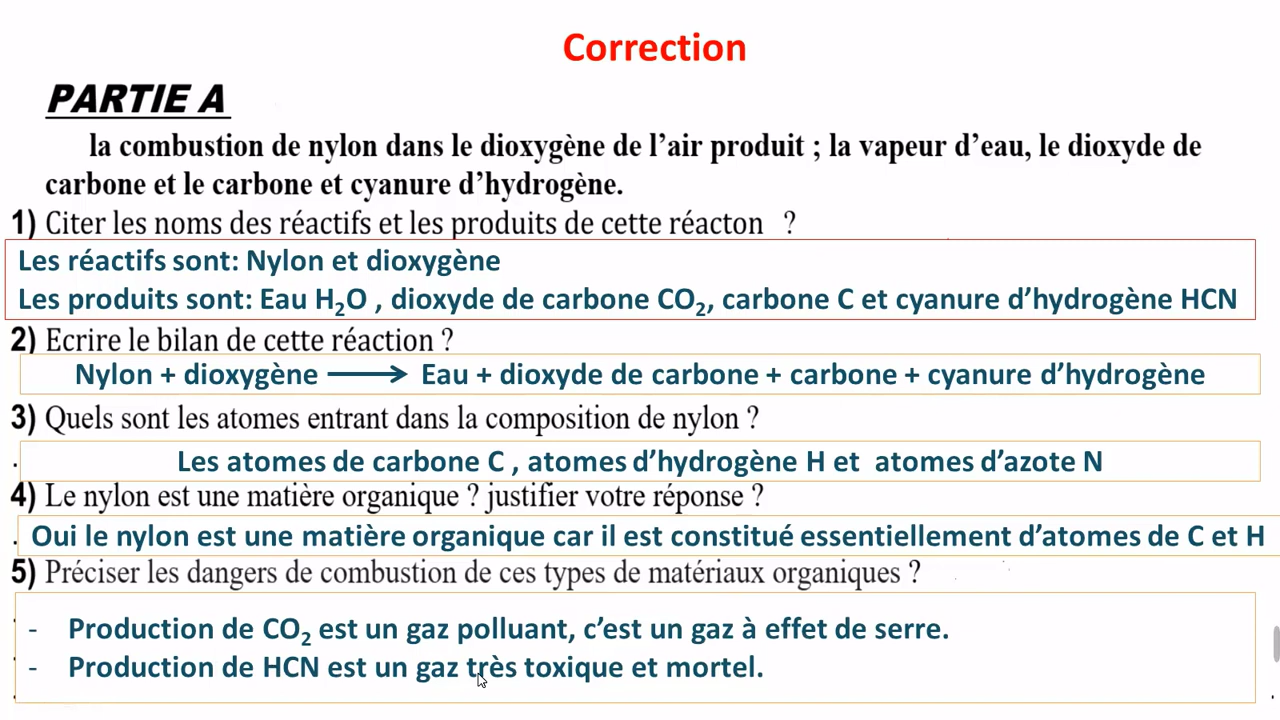 Correction
PARTIE A
la combustion de nylon dans le dioxygène de l'air produit ; la vapeur d'eau, le dioxyde de
carbone et le carbone et cyanure d'hydrogène.
1) Citer les noms des réactifs et les produits de cette réacton ?
Les réactifs sont: Nylon et dioxygène
Les produits sont: Eau H₂O , dioxyde de carbone CO₂, carbone C et cyanure d'hydrogène HCN
2) Ecrire le bilan de cette réaction ?
Nylon + dioxygène ⟶ Eau + dioxyde de carbone + carbone + cyanure d'hydrogène
3) Quels sont les atomes entrant dans la composition de nylon ?
Les atomes de carbone C , atomes d'hydrogène H et atomes d'azote N
4) Le nylon est une matière organique ? justifier votre réponse ?
Oui le nylon est une matière organique car il est constitué essentiellement d'atomes de C et H
5) Préciser les dangers de combustion de ces types de matériaux organiques ?
- Production de CO₂ est un gaz polluant, c'est un gaz à effet de serre.
- Production de HCN est un gaz très toxique et mortel.